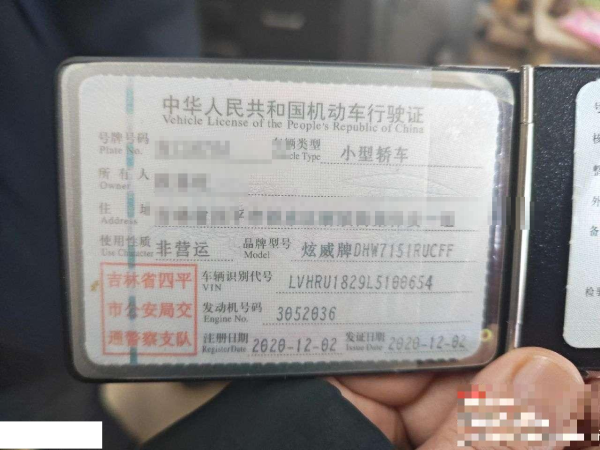 中华人民共和国机动车行驶证
Vehicle License of the People's Republic of China
号牌号码
Plate No.
车辆类型
Vehicle Type
小型轿车
所有人
Owner
住址
Address
使用性质
Use Character
非营运
品牌型号
Model
炫威牌DHW7151RUCFF
吉林省四平
市公安局交
通警察支队
车辆识别代号
VIN
LVHRU1829L5100654
发动机号码
Engine No.
3052036
注册日期
Register Date
2020-12-02
发证日期
Issue Date
2020-12-02